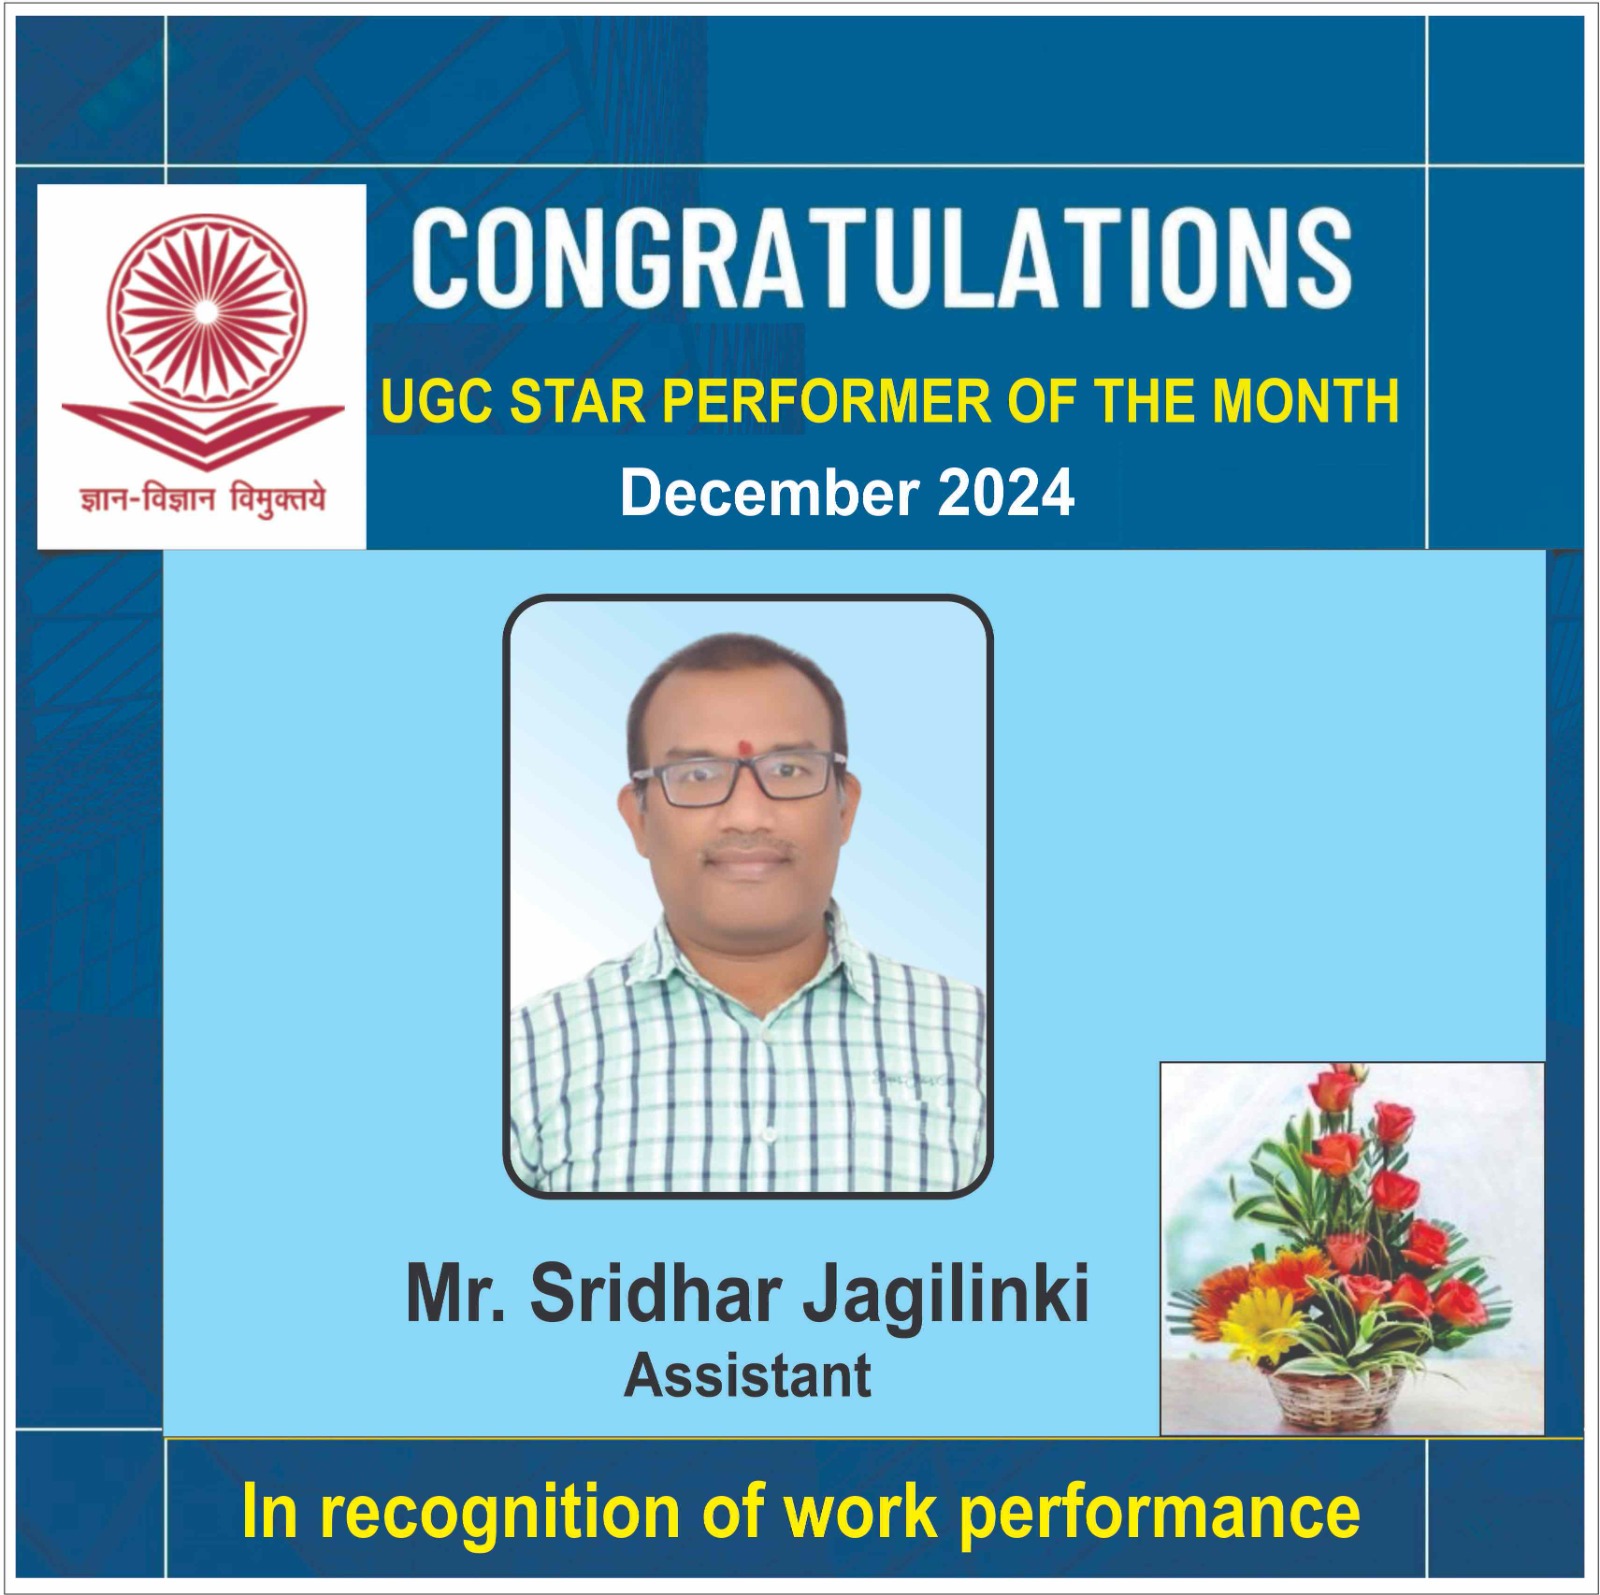 CONGRATULATIONS
UGC STAR PERFORMER OF THE MONTH
December 2024
ज्ञान-विज्ञान विमुक्तये
Mr. Sridhar Jagilinki
Assistant
In recognition of work performance